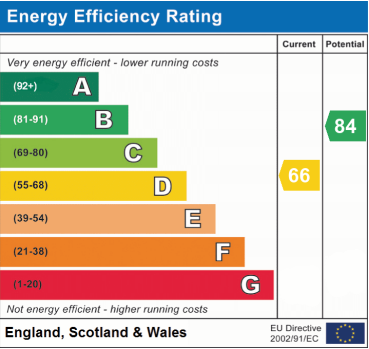 Energy Efficiency Rating
Current Potential
Very energy efficient - lower running costs
(92+) A
(81-91) B
84
(69-80) C
(55-68) D
66
(39-54) E
(21-38) F
(1-20) G
Not energy efficient - higher running costs
England, Scotland & Wales
EU Directive
2002/91/EC